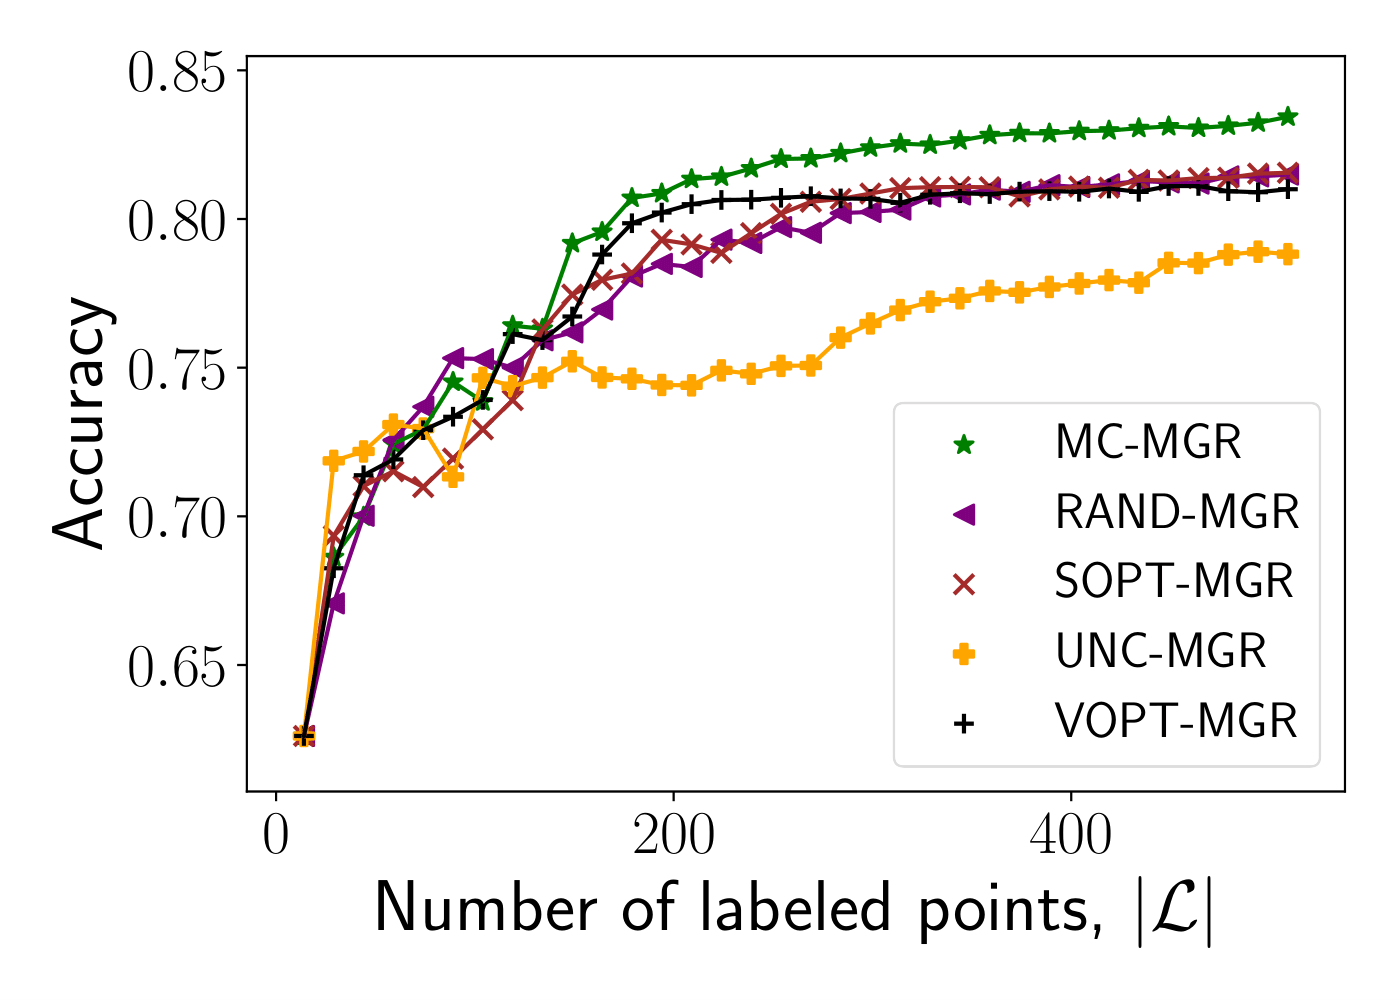 0.85
0.80
0.75
0.70
0.65
Accuracy
0 200 400
Number of labeled points, |ℒ|
MC-MGR
RAND-MGR
SOPT-MGR
UNC-MGR
VOPT-MGR